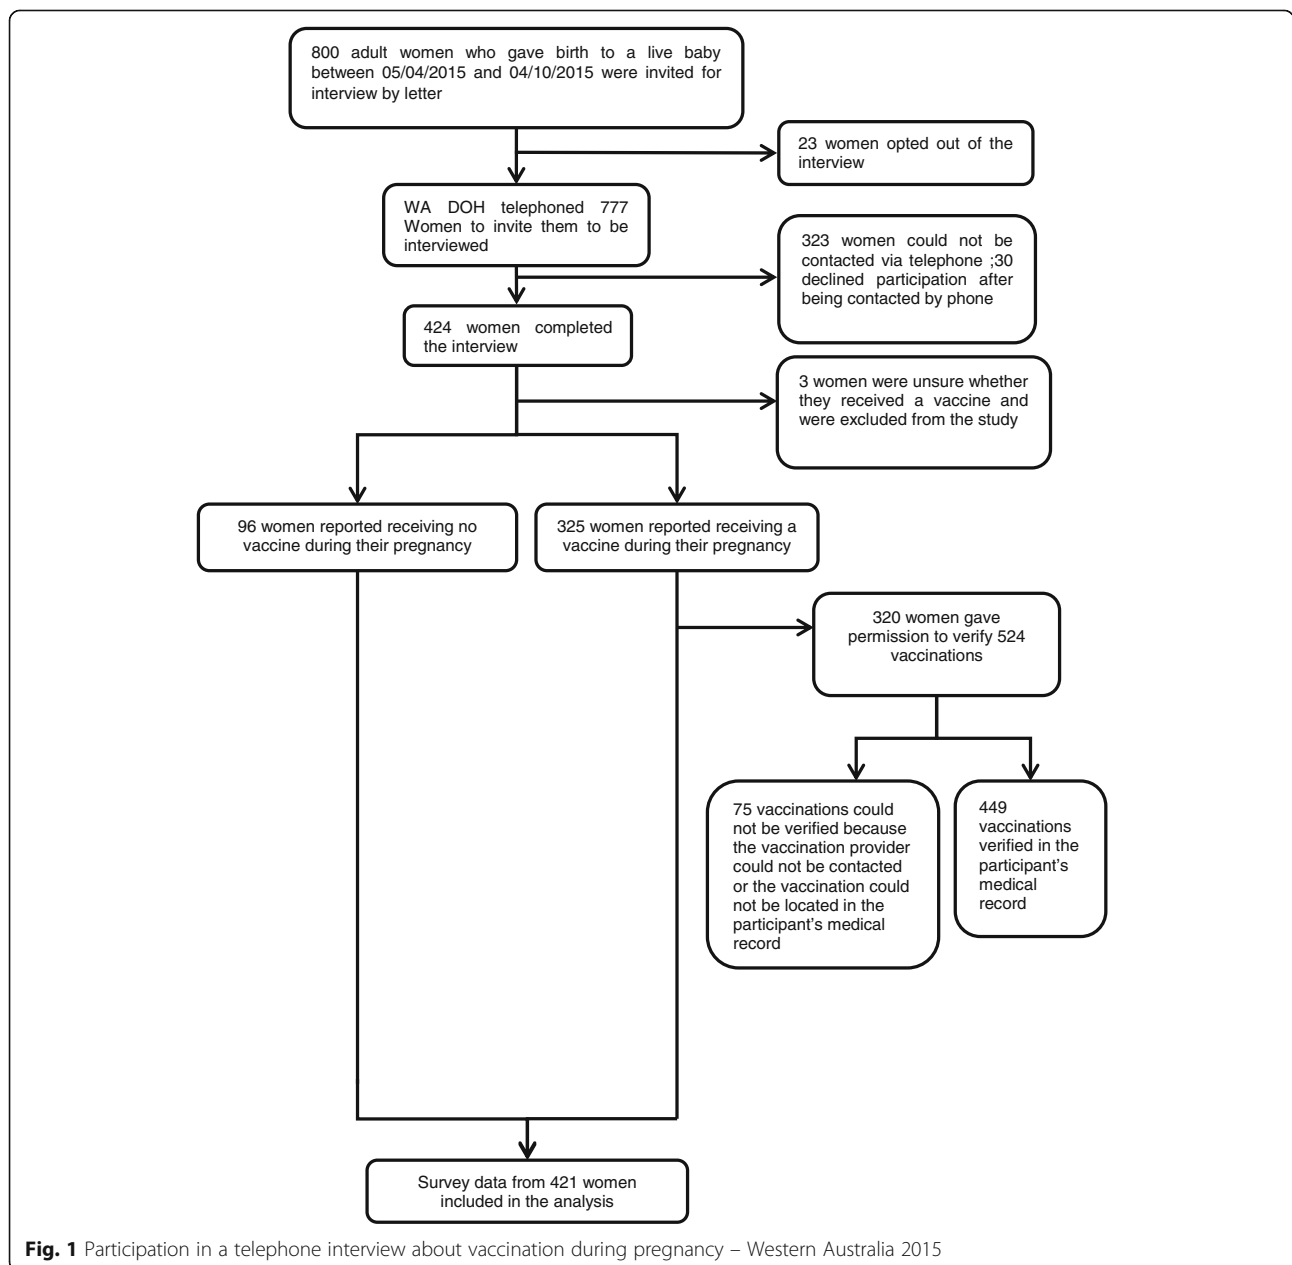 800 adult women who gave birth to a live baby
between 05/04/2015 and 04/10/2015 were invited for
interview by letter
23 women opted out of the
interview
WA DOH telephoned 777
Women to invite them to be
interviewed
323 women could not be
contacted via telephone ;30
declined participation after
being contacted by phone
424 women completed
the interview
3 women were unsure whether
they received a vaccine and
were excluded from the study
96 women reported receiving no
vaccine during their pregnancy
325 women reported receiving a
vaccine during their pregnancy
320 women gave
permission to verify 524
vaccinations
75 vaccinations could
not be verified because
the vaccination provider
could not be contacted
or the vaccination could
not be located in the
participant's medical
record
449
vaccinations
verified in the
participant's
medical
record
Survey data from 421 women
included in the analysis
Fig. 1 Participation in a telephone interview about vaccination during pregnancy – Western Australia 2015